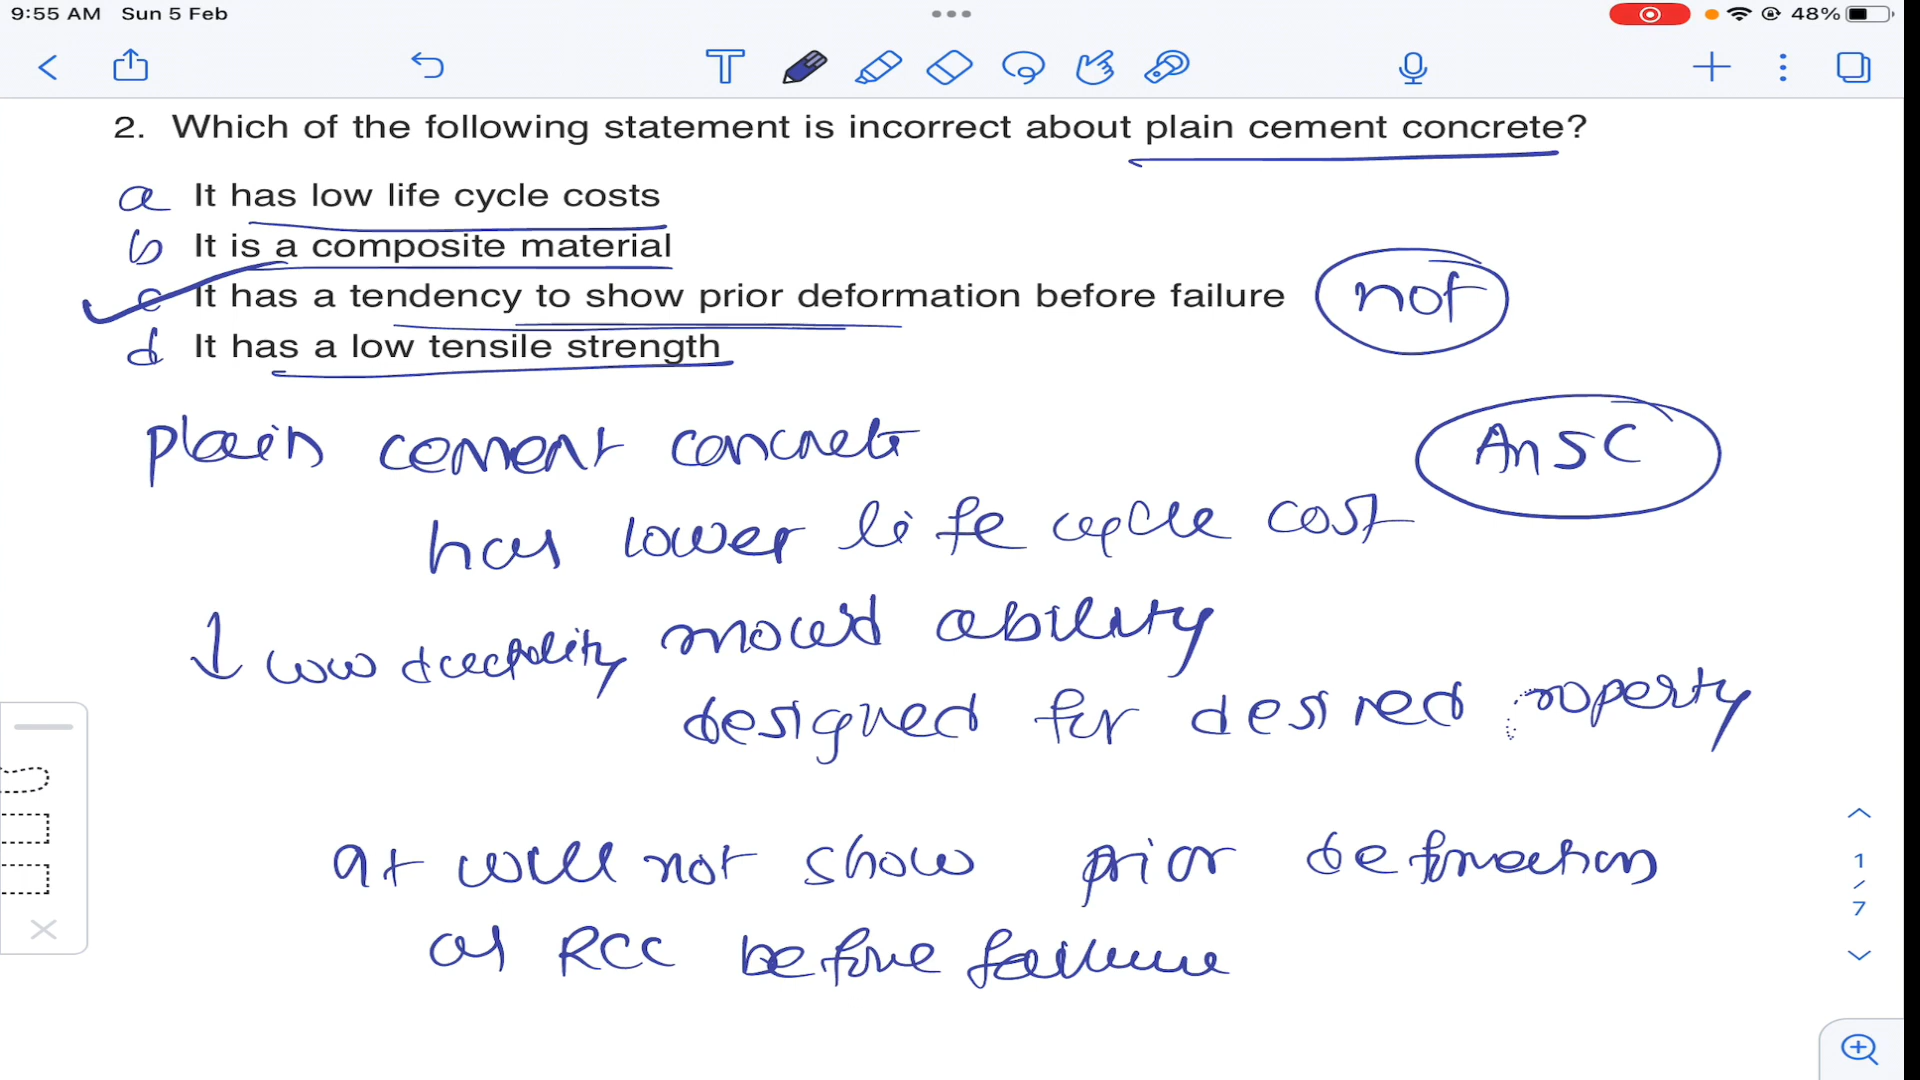 9:55 AM Sun 5 Feb
48%
T
2. Which of the following statement is incorrect about plain cement concrete?
a It has low life cycle costs
b It is a composite material
c It has a tendency to show prior deformation before failure not
d It has a low tensile strength
plain cement concrete
Ans C
has lower life cycle cost
↓ low ductility mould ability
designed for desired roperty
at will not show prior deformation
as RCC before failure
1
/
7